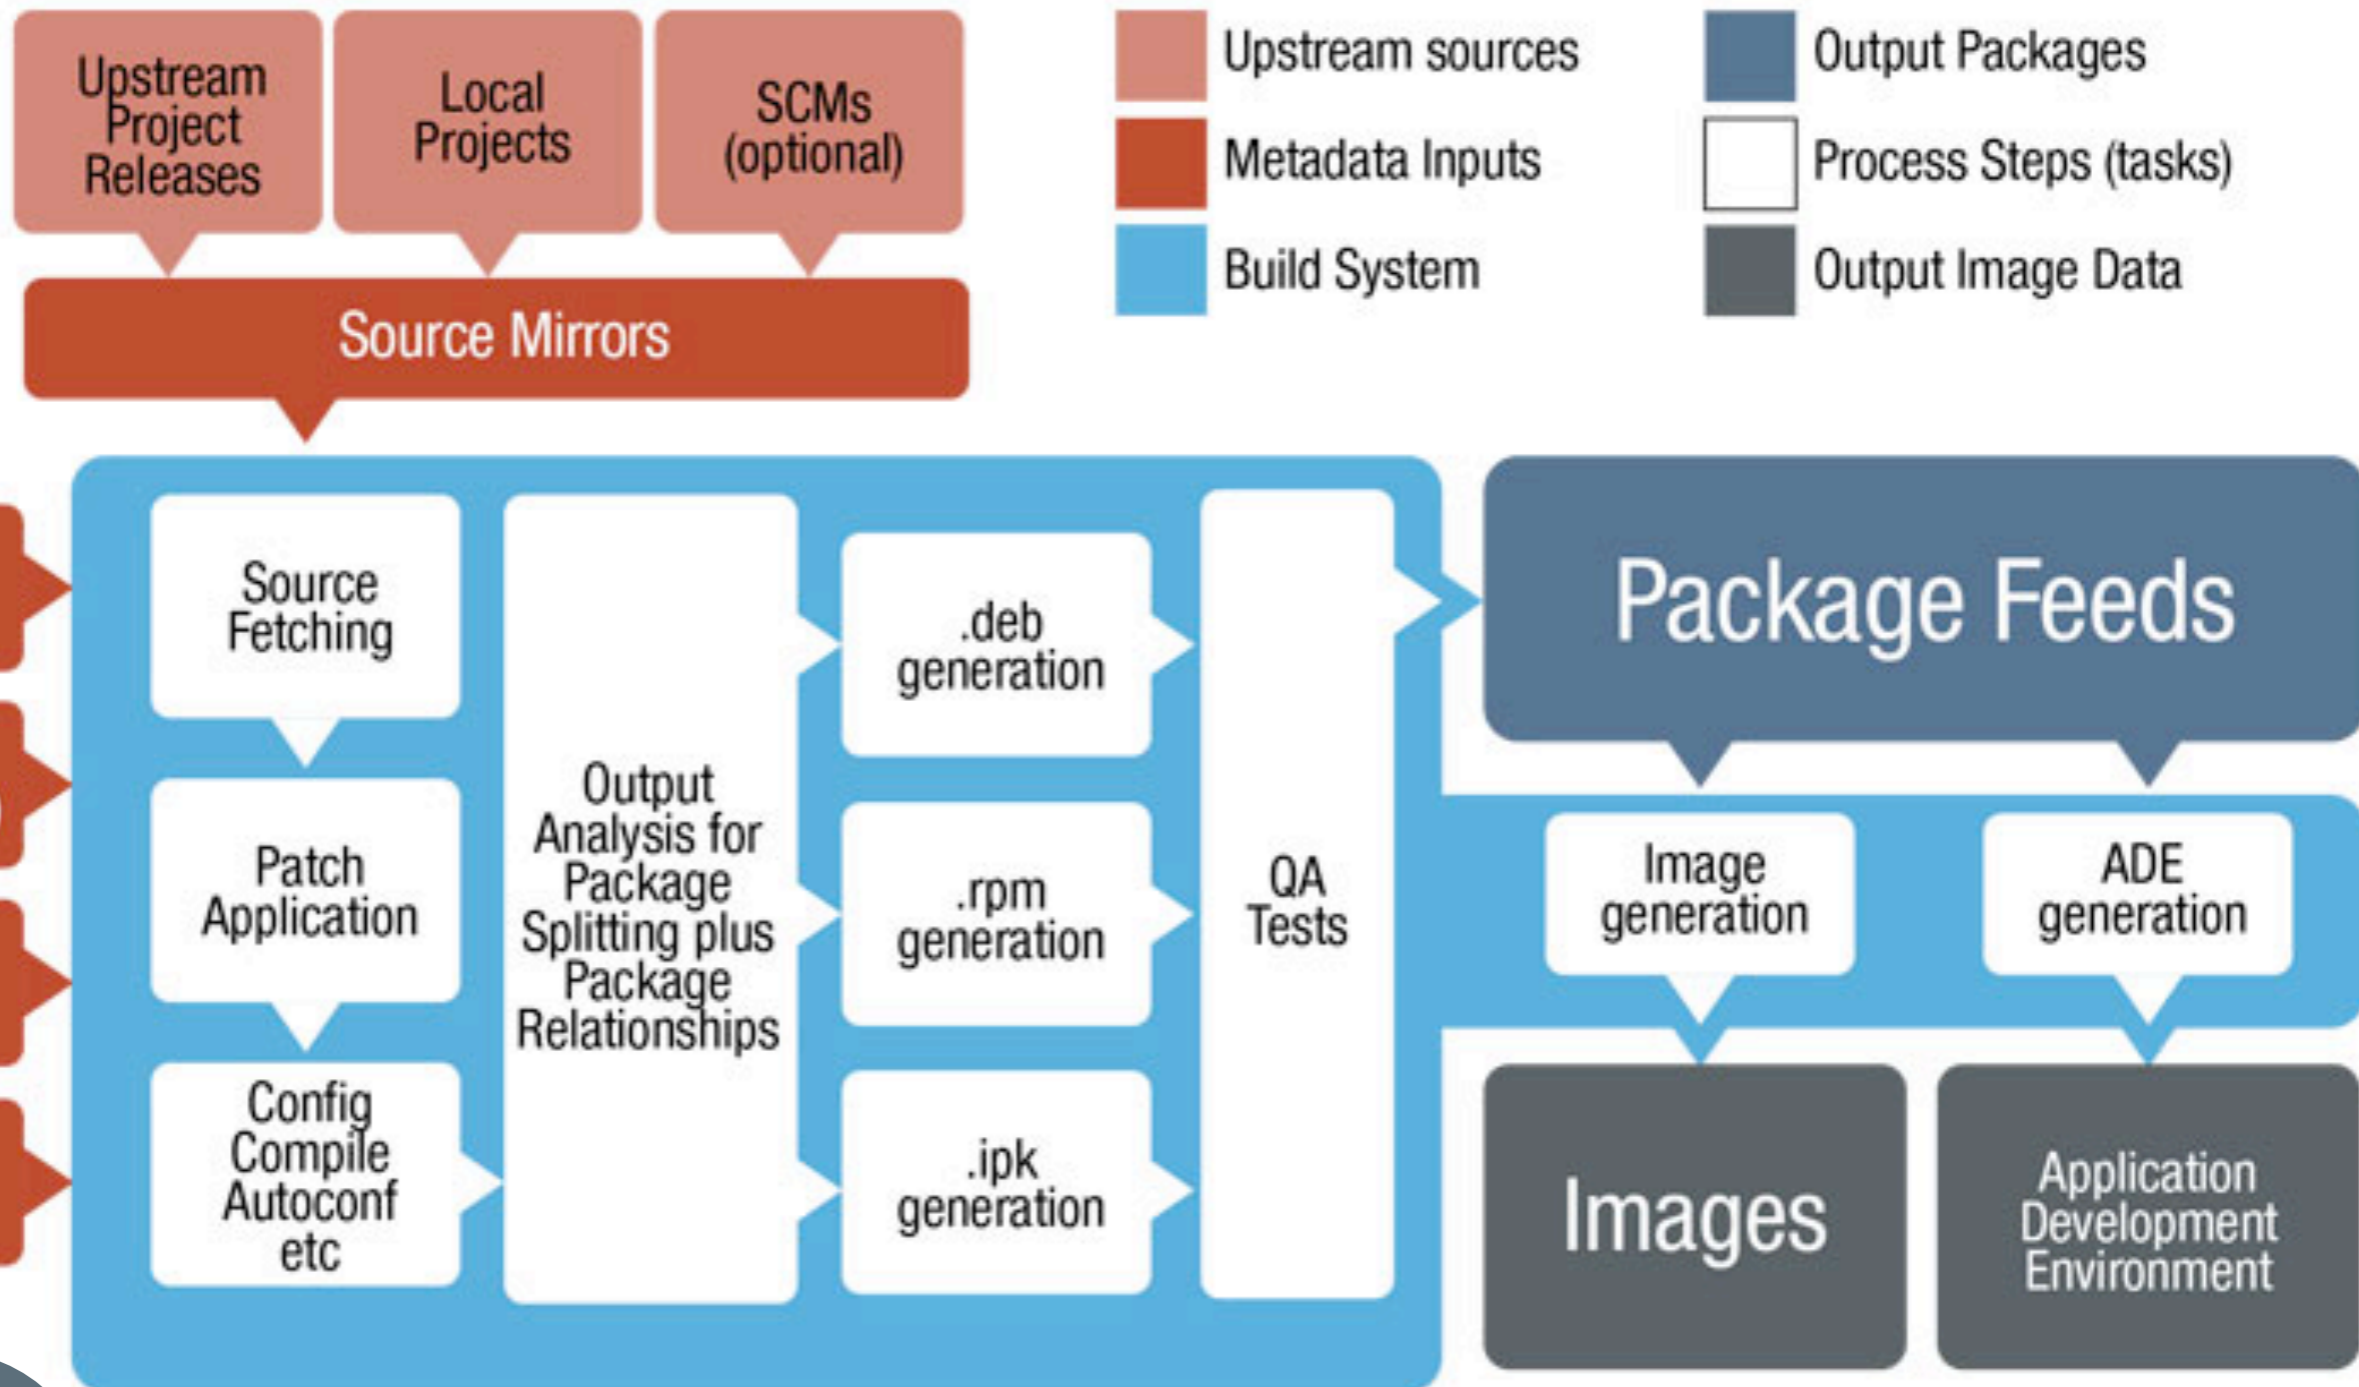 Upstream
Project
Releases
Local
Projects
SCMs
(optional)
Upstream sources
Metadata Inputs
Build System
Output Packages
Process Steps (tasks)
Output Image Data
Source Mirrors
Source
Fetching
Patch
Application
Config
Compile
Autoconf
etc
Output
Analysis for
Package
Splitting plus
Package
Relationships
.deb
generation
.rpm
generation
.ipk
generation
QA
Tests
Package Feeds
Image
generation
ADE
generation
Images
Application
Development
Environment